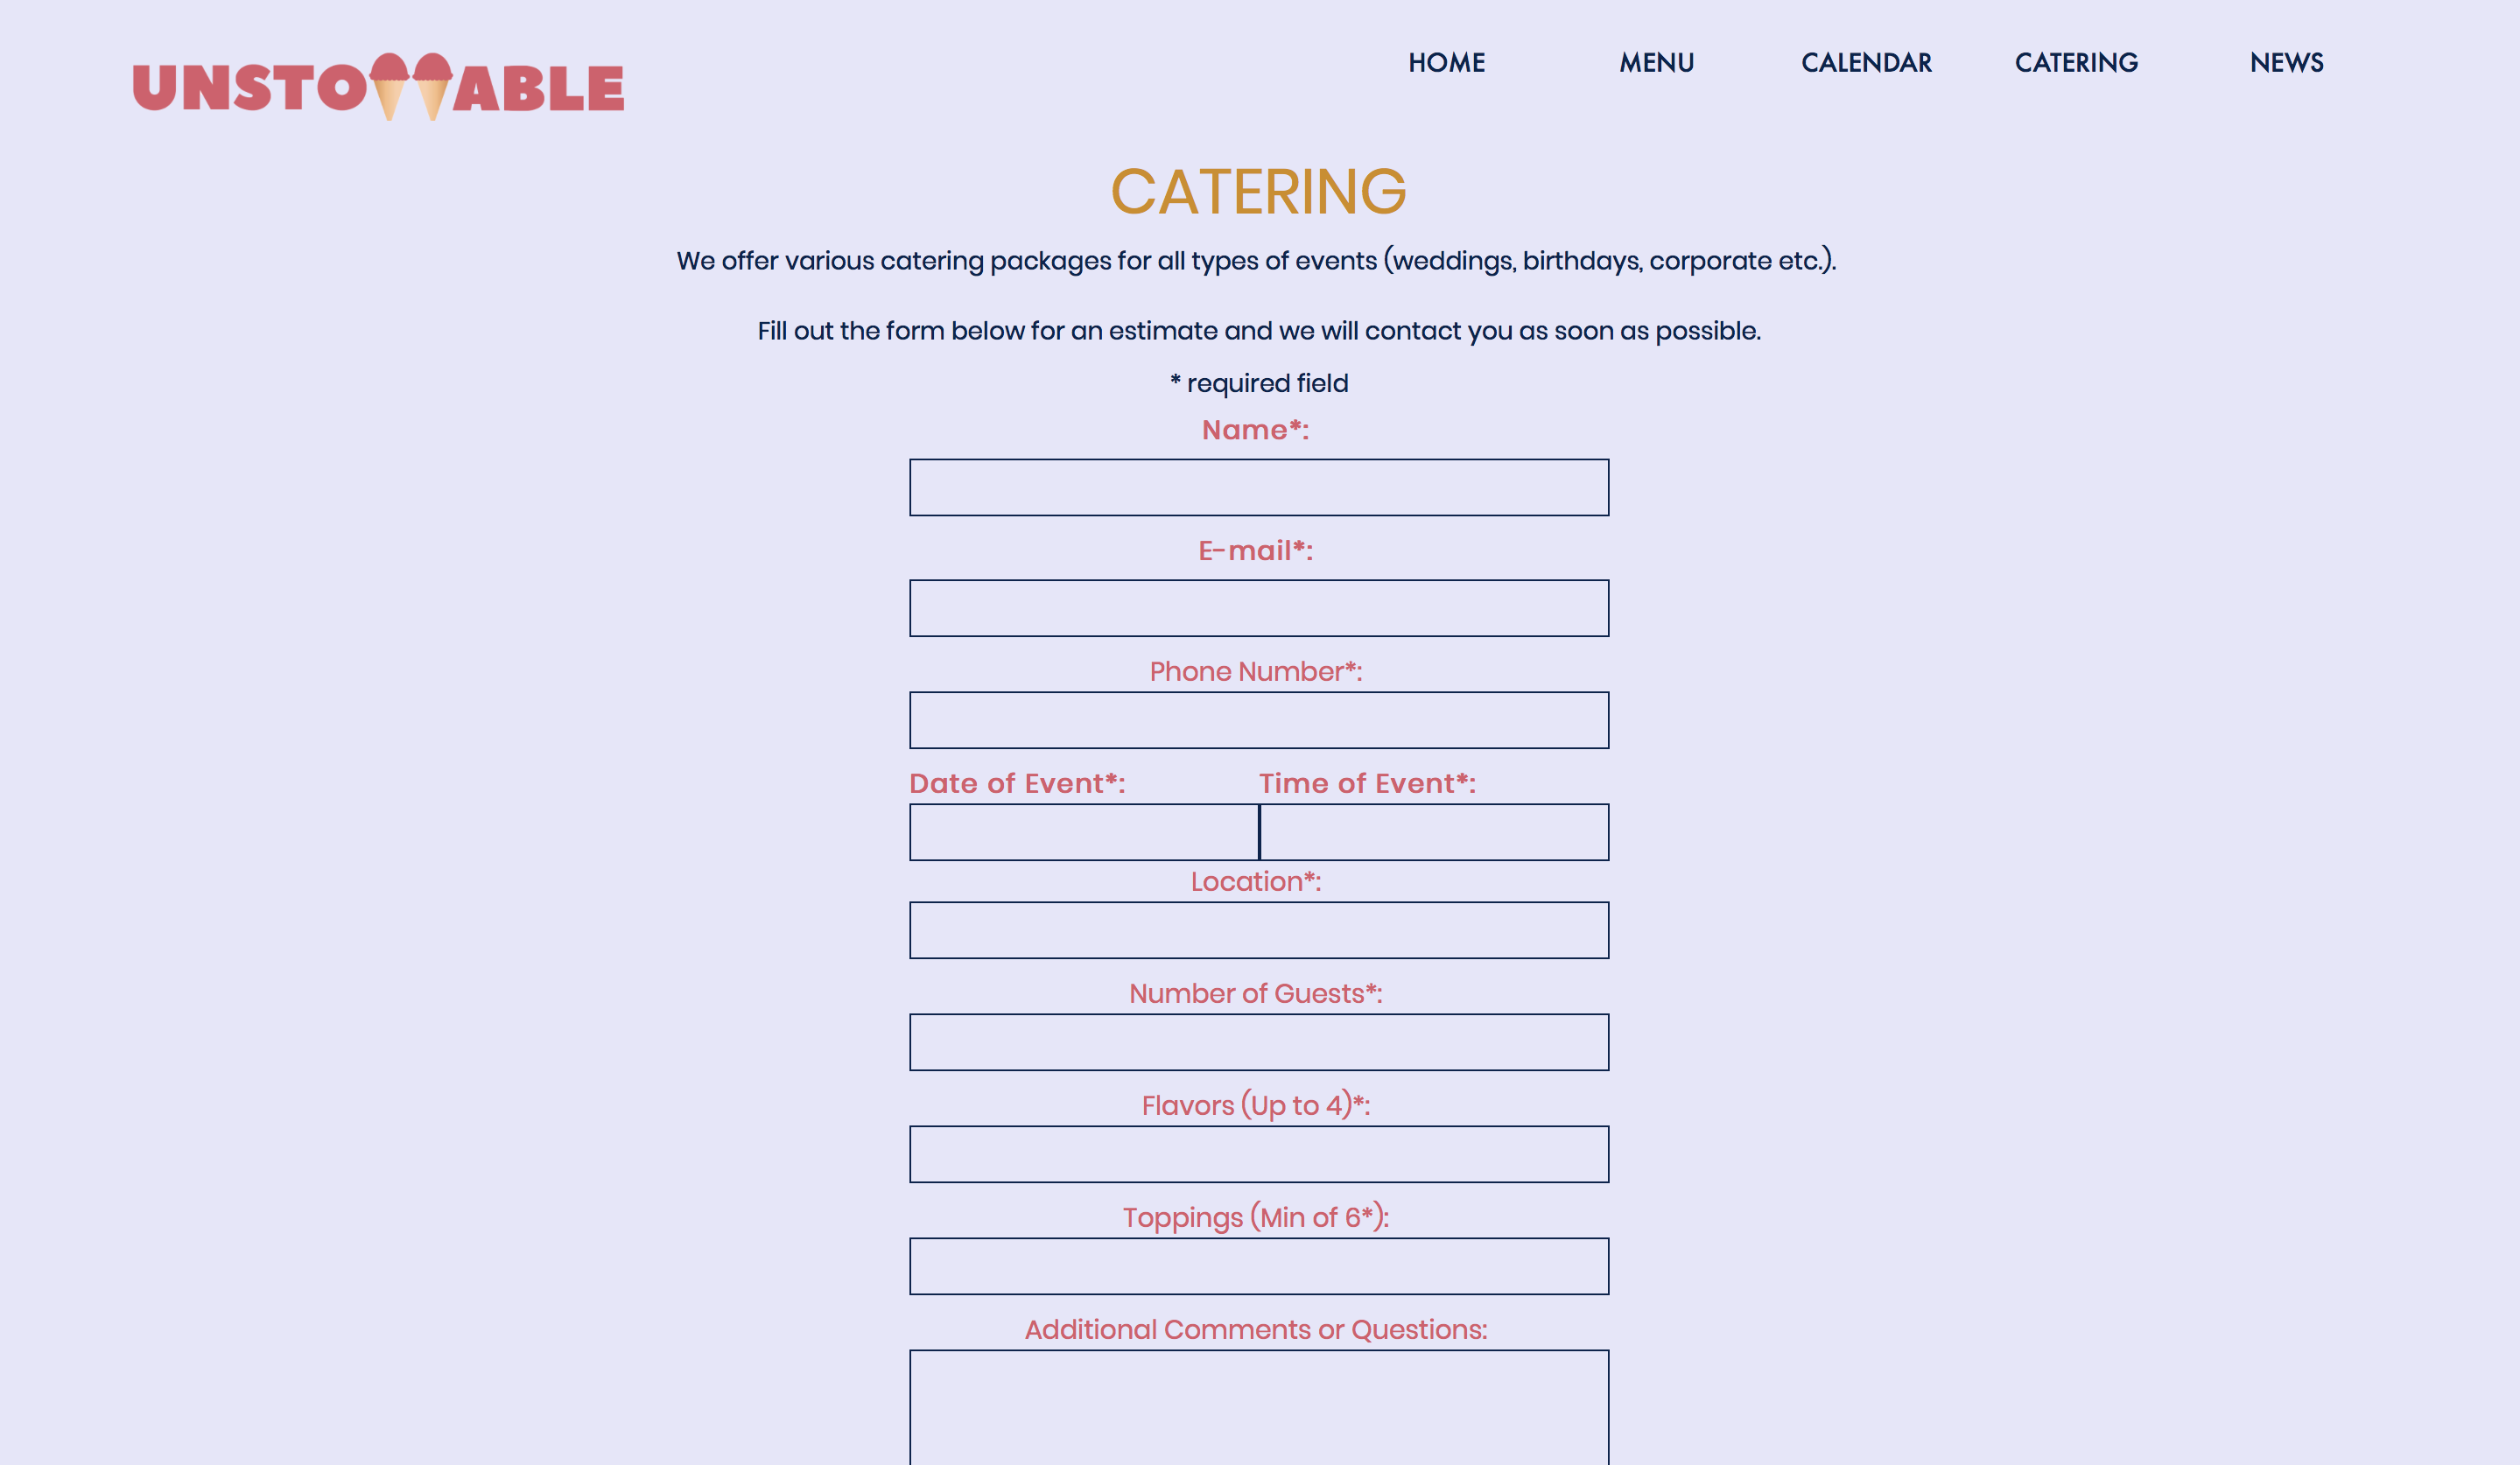 UNSTOABLE
HOME MENU CALENDAR CATERING NEWS
CATERING
We offer various catering packages for all types of events (weddings, birthdays, corporate etc.).
Fill out the form below for an estimate and we will contact you as soon as possible.
* required field
Name*:
E-mail*:
Phone Number*:
Date of Event*: Time of Event*:
Location*:
Number of Guests*:
Flavors (Up to 4)*:
Toppings (Min of 6*):
Additional Comments or Questions: